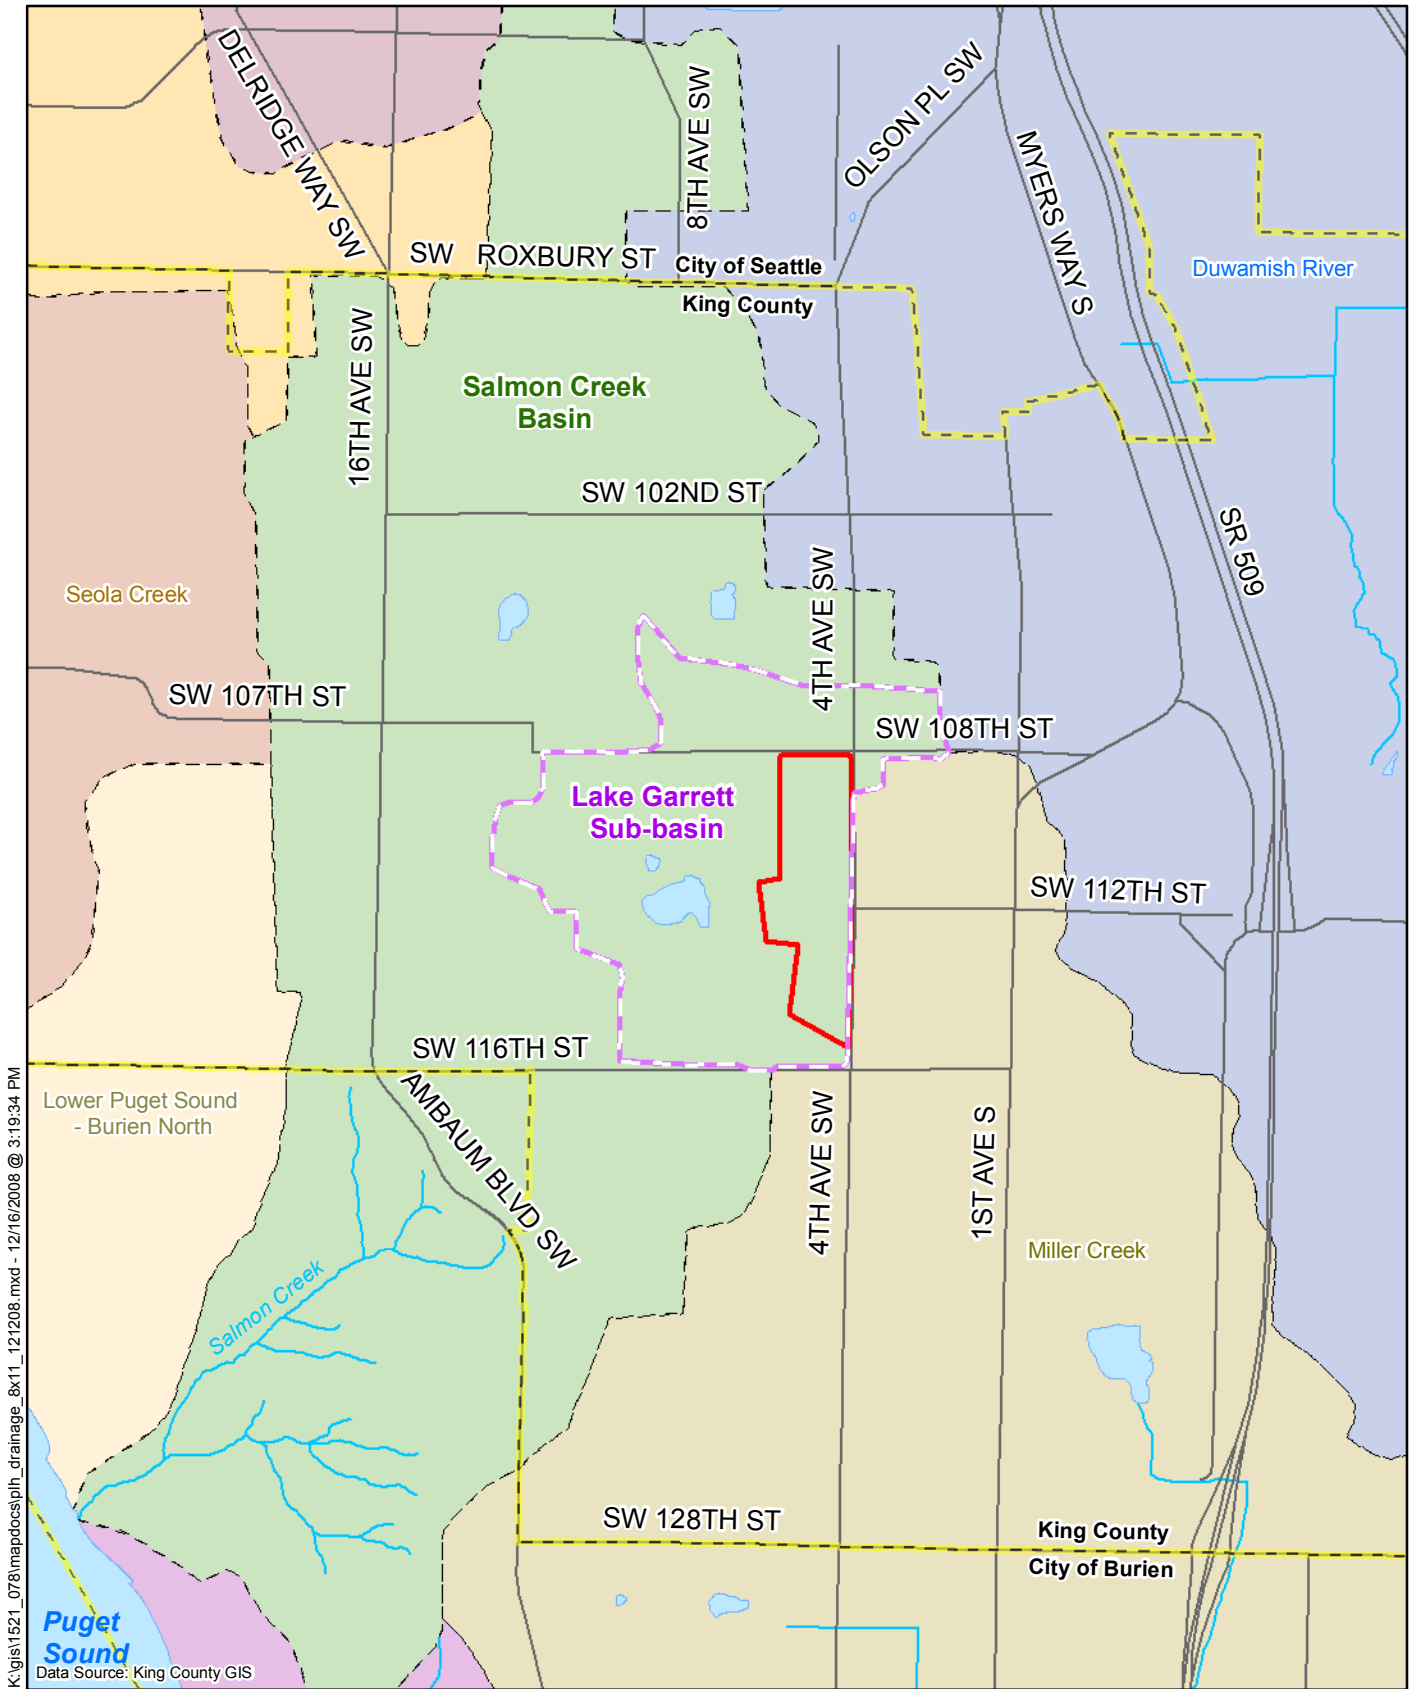 DELRIDGE WAY SW
8TH AVE SW
OLSON PL SW
MYERS WAY S
SW ROXBURY ST
City of Seattle
King County
Duwamish River
16TH AVE SW
Salmon Creek
Basin
SW 102ND ST
SR 509
4TH AVE SW
Seola Creek
SW 107TH ST
SW 108TH ST
Lake Garrett
Sub-basin
SW 112TH ST
SW 116TH ST
Lower Puget Sound
- Burien North
AMBAUM BLVD SW
4TH AVE SW
1ST AVE S
Miller Creek
Salmon Creek
SW 128TH ST
King County
City of Burien
Puget
Sound
Data Source: King County GIS
K:\gis\1521_078\mapdocs\plh_drainage_8x11_121208.mxd - 12/16/2008 @ 3:19:34 PM